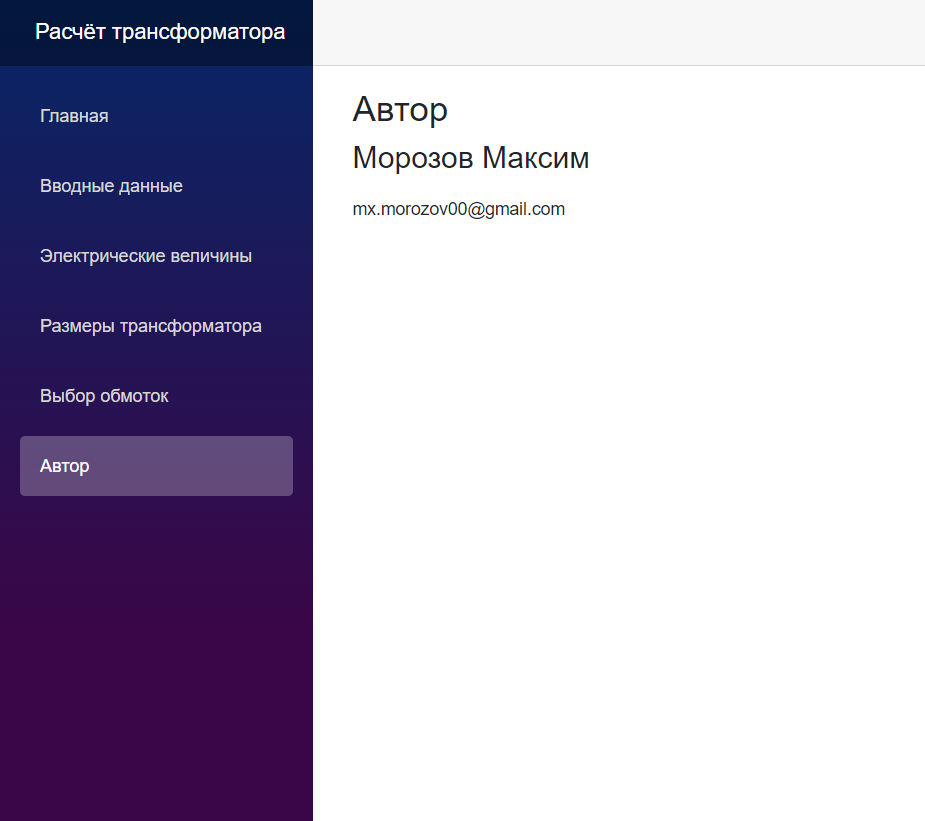 Расчёт трансформатора
Главная
Вводные данные
Электрические величины
Размеры трансформатора
Выбор обмоток
Автор
Автор
Морозов Максим
mx.morozov00@gmail.com